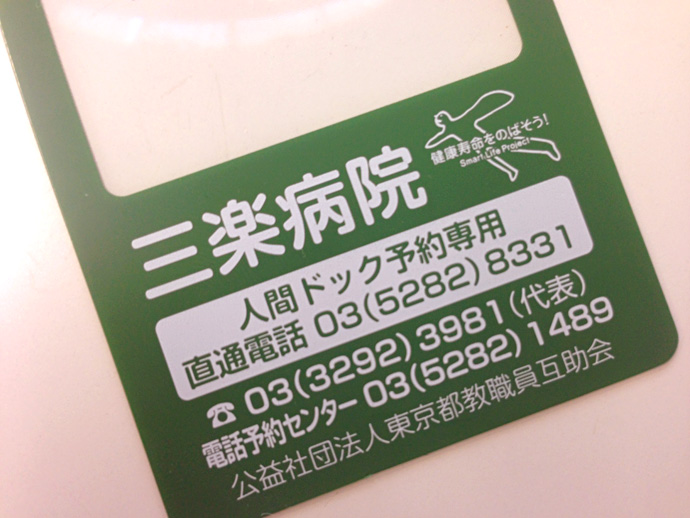 健康寿命をのばそう!
Smart Life Project
三楽病院
人間ドック予約専用
直通電話 03(5282)8331
☎ 03(3292)3981(代表)
電話予約センター 03(5282)1489
公益社団法人東京都教職員互助会